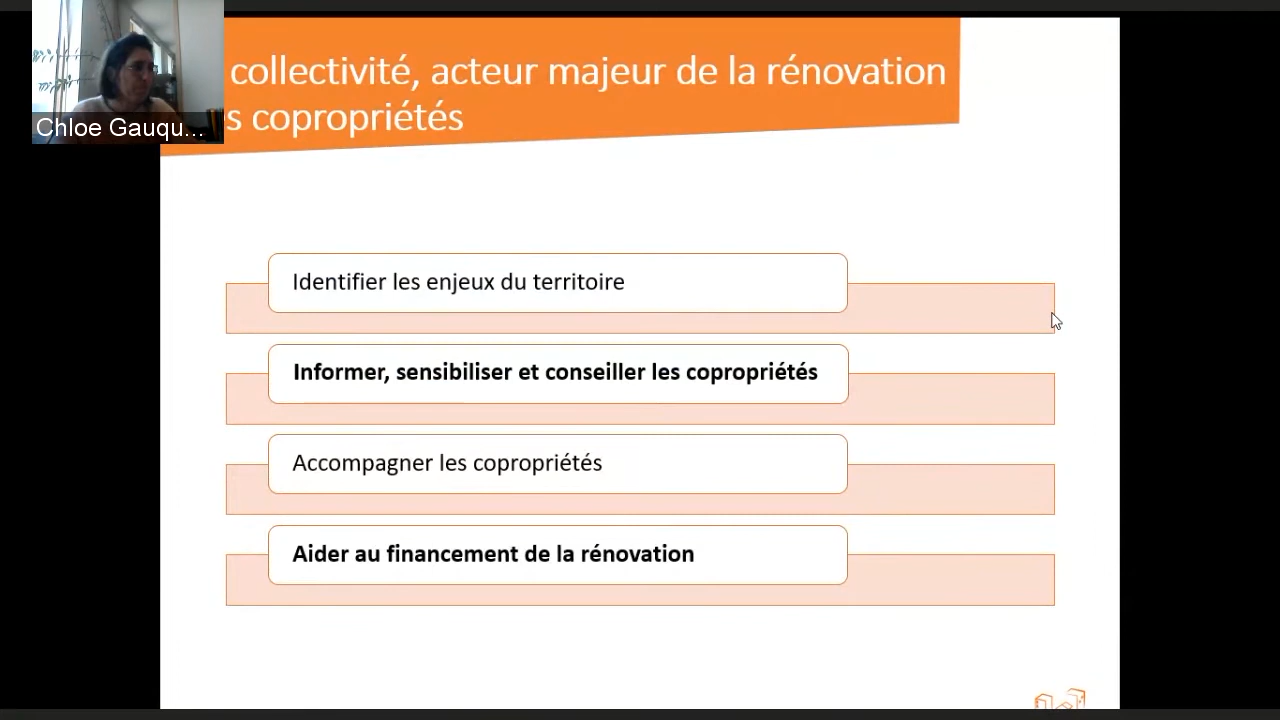 collectivité, acteur majeur de la rénovation
s copropriétés
Chloe Gauqu...
Identifier les enjeux du territoire
Informer, sensibiliser et conseiller les copropriétés
Accompagner les copropriétés
Aider au financement de la rénovation